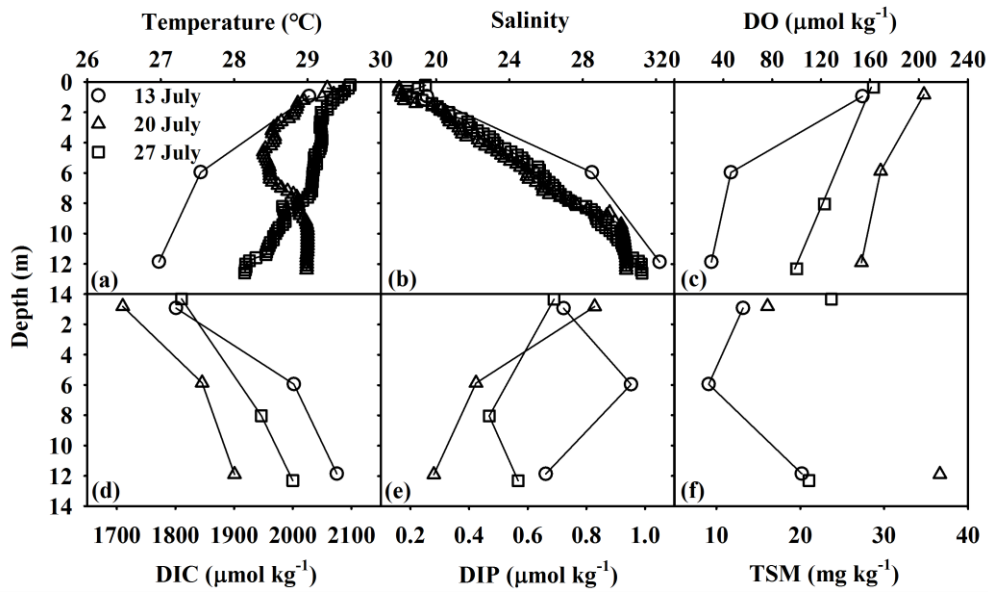 Temperature (°C) Salinity DO (μmol kg⁻¹)
26 27 28 29 30 20 24 28 32 0 40 80 120 160 200 240
0
2
4
6
8
10
12
14
13 July
20 July
27 July
(a) (b) (c)
Depth (m)
2
4
6
8
10
12
14
Depth (m)
(d) (e) (f)
1700 1800 1900 2000 2100 0.2 0.4 0.6 0.8 1.0 10 20 30 40
DIC (μmol kg⁻¹) DIP (μmol kg⁻¹) TSM (mg kg⁻¹)